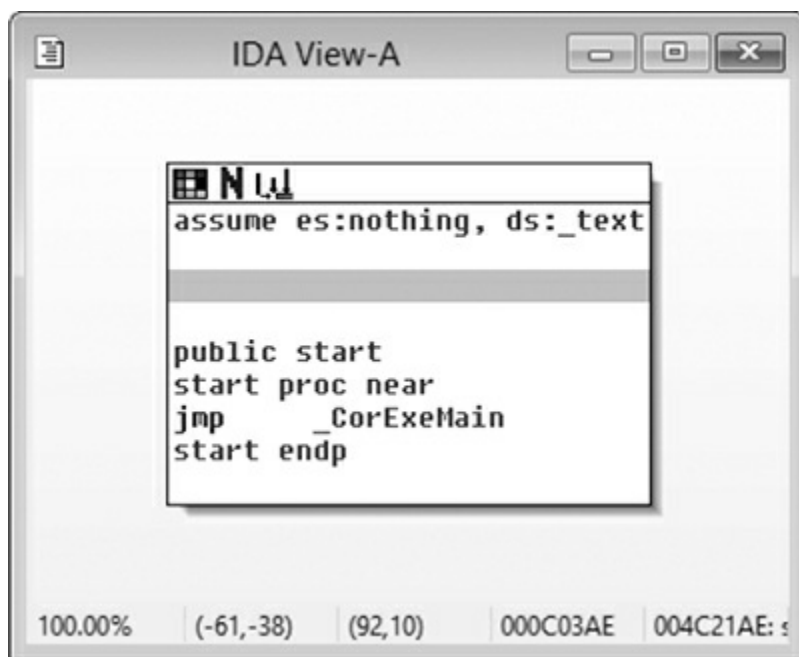 IDA View-A
assume es:nothing, ds:_text
public start
start proc near
jmp _CorExeMain
start endp
100.00% (-61,-38) (92,10) 000C03AE 004C21AE: